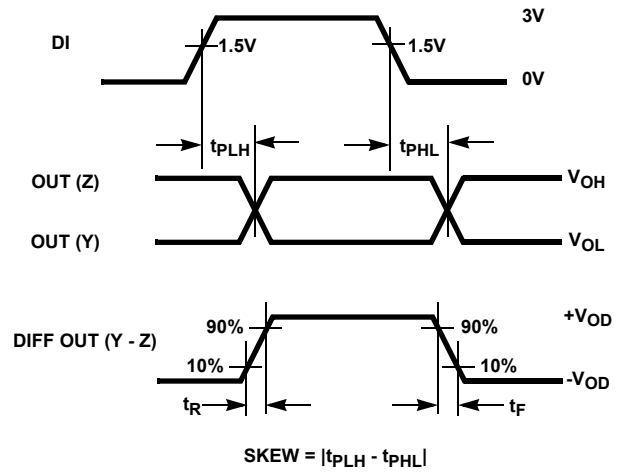 3V
DI
1.5V
1.5V
0V
tPLH
tPHL
OUT (Z)
VOH
OUT (Y)
VOL
+VOD
90%
90%
DIFF OUT (Y - Z)
10%
10%
-VOD
tR
tF
SKEW = |tPLH - tPHL|